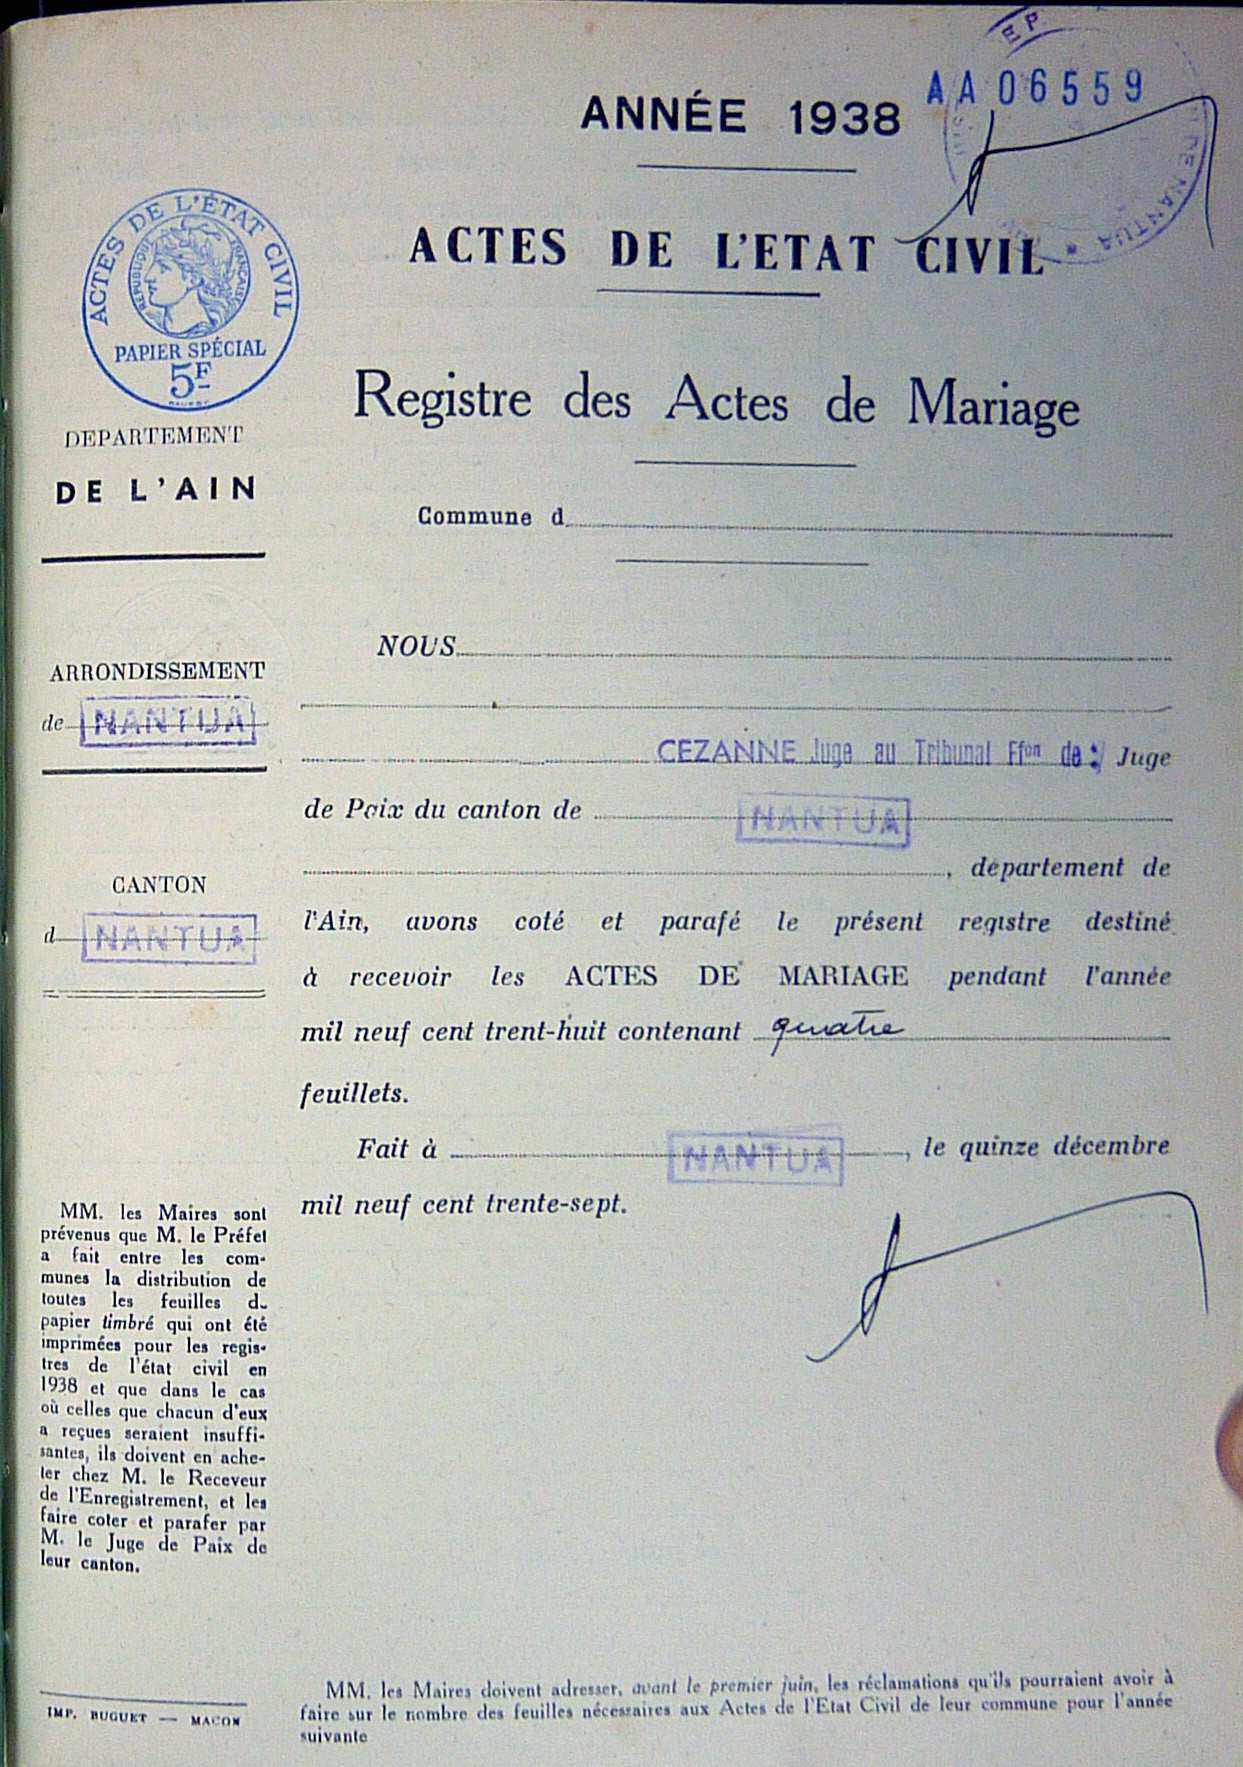 AA 06559
ANNÉE 1938
EP
DE NANTUA *
ACTES DE L'ETAT CIVIL
ACTES DE L'ÉTAT CIVIL
RÉPUBLIQUE FRANÇAISE
PAPIER SPÉCIAL
5F
Registre des Actes de Mariage
DEPARTEMENT
DE L'AIN
Commune d
ARRONDISSEMENT
de NANTUA
CANTON
d NANTUA
NOUS
CEZANNE Juge au Tribunal Ffon de Juge
de Paix du canton de NANTUA
, département de
l'Ain, avons coté et parafé le présent registre destiné
à recevoir les ACTES DE MARIAGE pendant l'année
mil neuf cent trent-huit contenant quatre
feuillets.
Fait à NANTUA, le quinze décembre
mil neuf cent trente-sept.
MM. les Maires sont
prévenus que M. le Préfet
a fait entre les com-
munes la distribution de
toutes les feuilles de
papier timbré qui ont été
imprimées pour les regis-
tres de l'état civil en
1938 et que dans le cas
où celles que chacun d'eux
a reçues seraient insuffi-
santes, ils doivent en ache-
ter chez M. le Receveur
de l'Enregistrement, et les
faire coter et parafer par
M. le Juge de Paix de
leur canton.
IMP. BUGUET — MACON
MM. les Maires doivent adresser, avant le premier juin, les réclamations qu'ils pourraient avoir à
faire sur le nombre des feuilles nécessaires aux Actes de l'Etat Civil de leur commune pour l'année
suivante